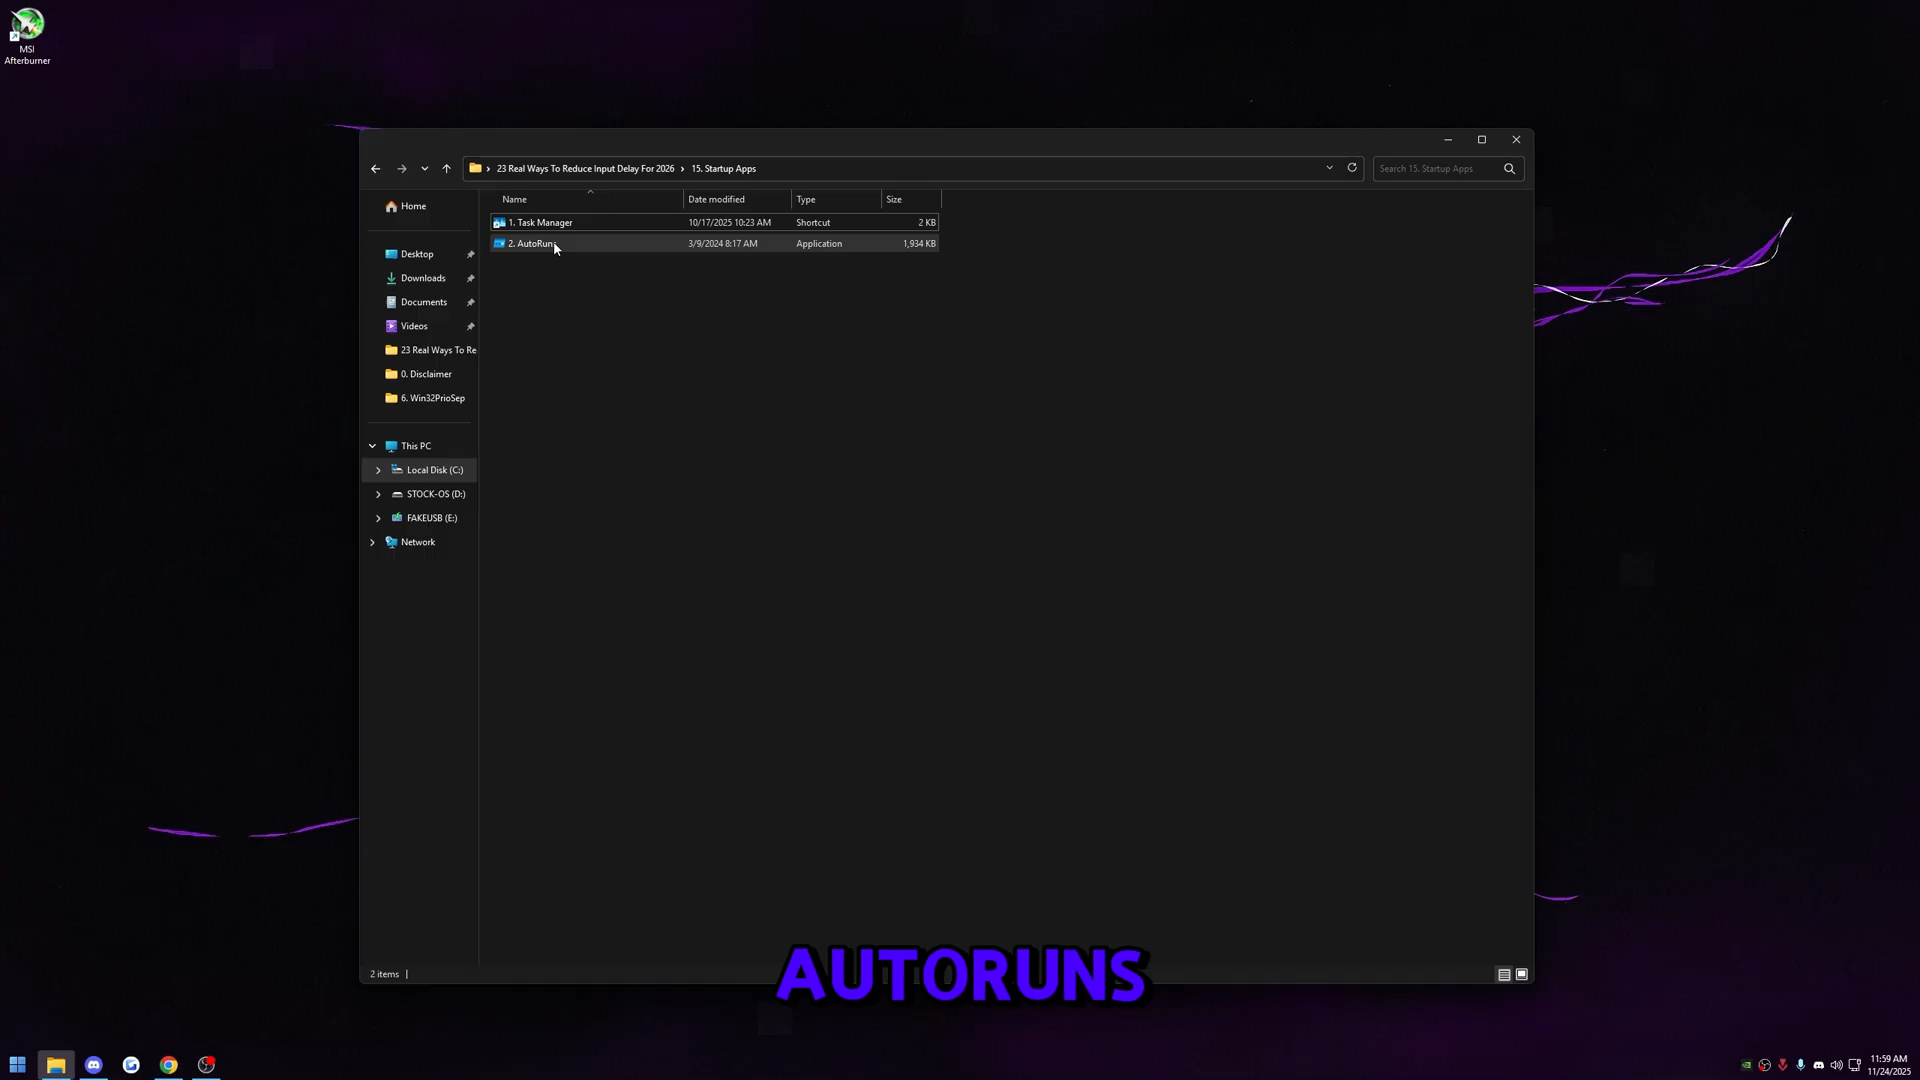 MSI
Afterburner
23 Real Ways To Reduce Input Delay For 2026 › 15. Startup Apps
Search 15. Startup Apps
Name Date modified Type Size
1. Task Manager 10/17/2025 10:23 AM Shortcut 2 KB
2. AutoRuns 3/9/2024 8:17 AM Application 1,934 KB
Home
Desktop
Downloads
Documents
Videos
23 Real Ways To Re
0. Disclaimer
6. Win32PrioSep
This PC
Local Disk (C:)
STOCK-OS (D:)
FAKEUSB (E:)
Network
2 items
AUTORUNS
11:59 AM
11/24/2025